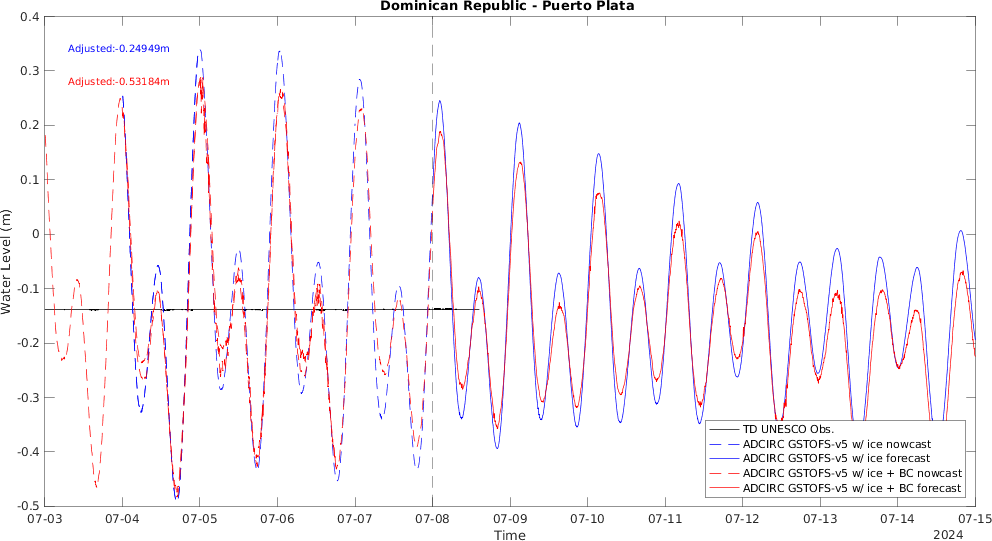 Dominican Republic - Puerto Plata
Adjusted:-0.24949m
Adjusted:-0.53184m
Water Level (m)
0.4
0.3
0.2
0.1
0
-0.1
-0.2
-0.3
-0.4
-0.5
TD UNESCO Obs.
ADCIRC GSTOFS-v5 w/ ice nowcast
ADCIRC GSTOFS-v5 w/ ice forecast
ADCIRC GSTOFS-v5 w/ ice + BC nowcast
ADCIRC GSTOFS-v5 w/ ice + BC forecast
07-03 07-04 07-05 07-06 07-07 07-08 07-09 07-10 07-11 07-12 07-13 07-14 07-15
Time
2024